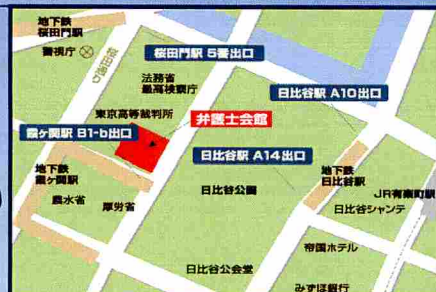 地下鉄
桜田門駅
警視庁
桜田通り
桜田門駅 5番出口
法務省
最高検察庁
日比谷駅 A10出口
東京高等裁判所
弁護士会館
霞ヶ関駅 B1-b出口
日比谷駅 A14出口
地下鉄
霞ヶ関駅
地下鉄
日比谷駅
農水省
厚労省
日比谷公園
JR有楽町駅
日比谷シャンテ
帝国ホテル
日比谷公会堂
みずほ銀行